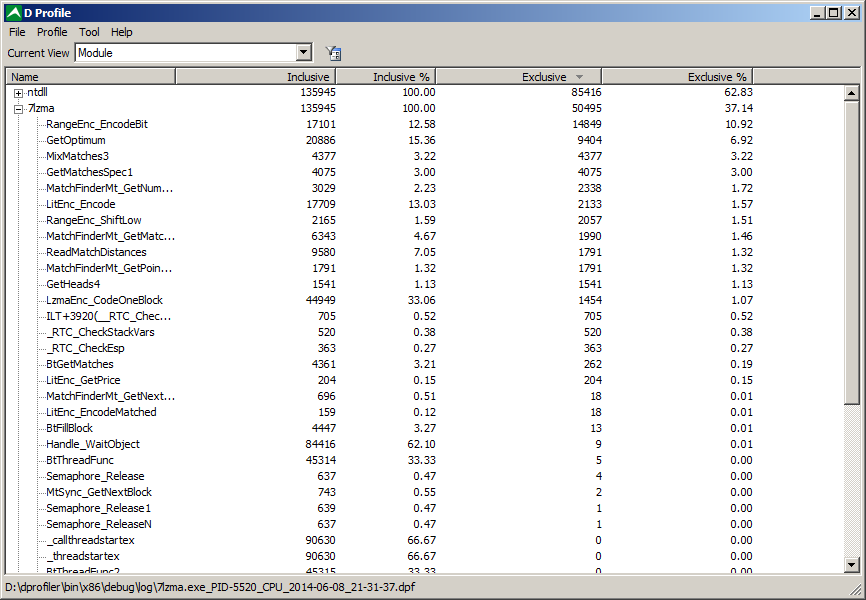 D Profile
File Profile Tool Help
Current View Module
Name Inclusive Inclusive % Exclusive Exclusive %
ntdll 135945 100.00 85416 62.83
7lzma 135945 100.00 50495 37.14
RangeEnc_EncodeBit 17101 12.58 14849 10.92
GetOptimum 20886 15.36 9404 6.92
MixMatches3 4377 3.22 4377 3.22
GetMatchesSpec1 4075 3.00 4075 3.00
MatchFinderMt_GetNum... 3029 2.23 2338 1.72
LitEnc_Encode 17709 13.03 2133 1.57
RangeEnc_ShiftLow 2165 1.59 2057 1.51
MatchFinderMt_GetMatc... 6343 4.67 1990 1.46
ReadMatchDistances 9580 7.05 1791 1.32
MatchFinderMt_GetPoin... 1791 1.32 1791 1.32
GetHeads4 1541 1.13 1541 1.13
LzmaEnc_CodeOneBlock 44949 33.06 1454 1.07
ILT+3920(__RTC_Chec... 705 0.52 705 0.52
_RTC_CheckStackVars 520 0.38 520 0.38
_RTC_CheckEsp 363 0.27 363 0.27
BtGetMatches 4361 3.21 262 0.19
LitEnc_GetPrice 204 0.15 204 0.15
MatchFinderMt_GetNext... 696 0.51 18 0.01
LitEnc_EncodeMatched 159 0.12 18 0.01
BtFillBlock 4447 3.27 13 0.01
Handle_WaitObject 84416 62.10 9 0.01
BtThreadFunc 45314 33.33 5 0.00
Semaphore_Release 637 0.47 4 0.00
MtSync_GetNextBlock 743 0.55 2 0.00
Semaphore_Release1 639 0.47 1 0.00
Semaphore_ReleaseN 637 0.47 1 0.00
_callthreadstartex 90630 66.67 0 0.00
_threadstartex 90630 66.67 0 0.00
BtThreadFunc2 45315 33.33 0 0.00
D:\dprofiler\bin\x86\debug\log\7lzma.exe_PID-5520_CPU_2014-06-08_21-31-37.dpf